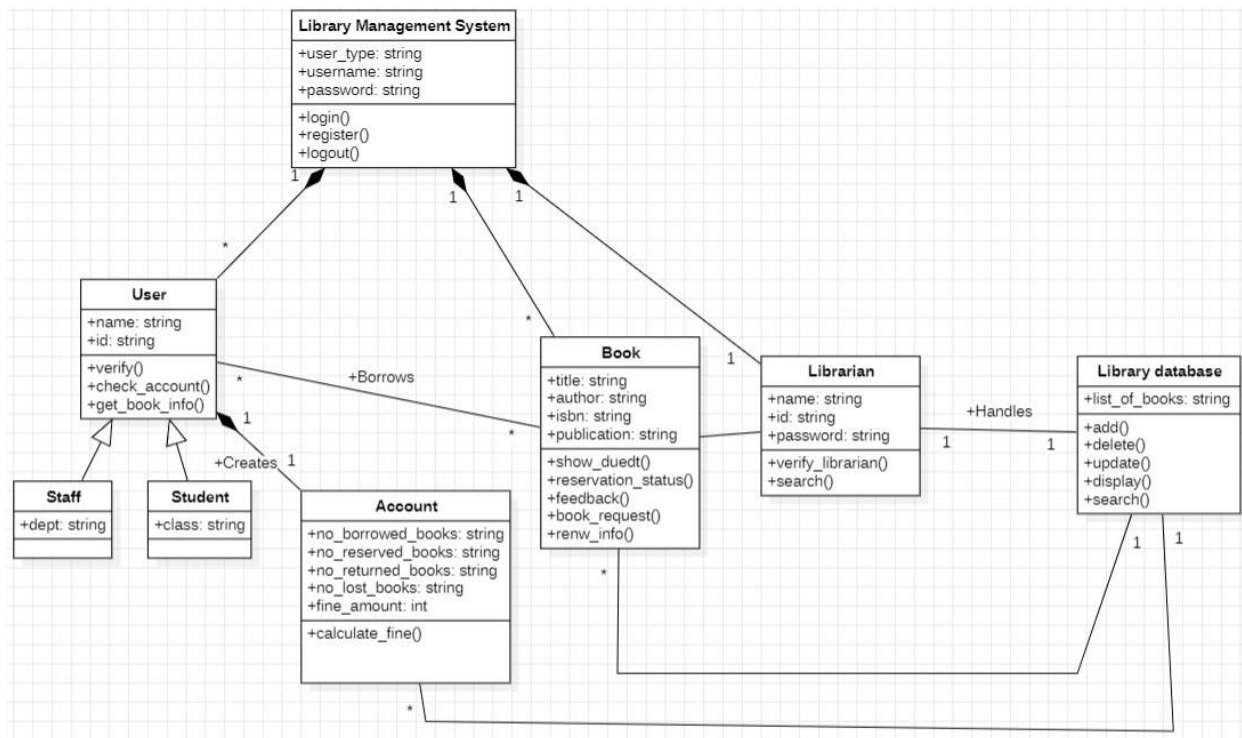 Library Management System
+user_type: string
+username: string
+password: string
+login()
+register()
+logout()
1
1
1
*
*
1
User
+name: string
+id: string
+verify()
+check_account()
+get_book_info()
*
+Borrows
*
1
+Creates
1
Book
+title: string
+author: string
+isbn: string
+publication: string
+show_duedt()
+reservation_status()
+feedback()
+book_request()
+renw_info()
*
Librarian
+name: string
+id: string
+password: string
+verify_librarian()
+search()
+Handles
1
1
Library database
+list_of_books: string
+add()
+delete()
+update()
+display()
+search()
1
1
Staff
+dept: string
Student
+class: string
Account
+no_borrowed_books: string
+no_reserved_books: string
+no_returned_books: string
+no_lost_books: string
+fine_amount: int
+calculate_fine()
*